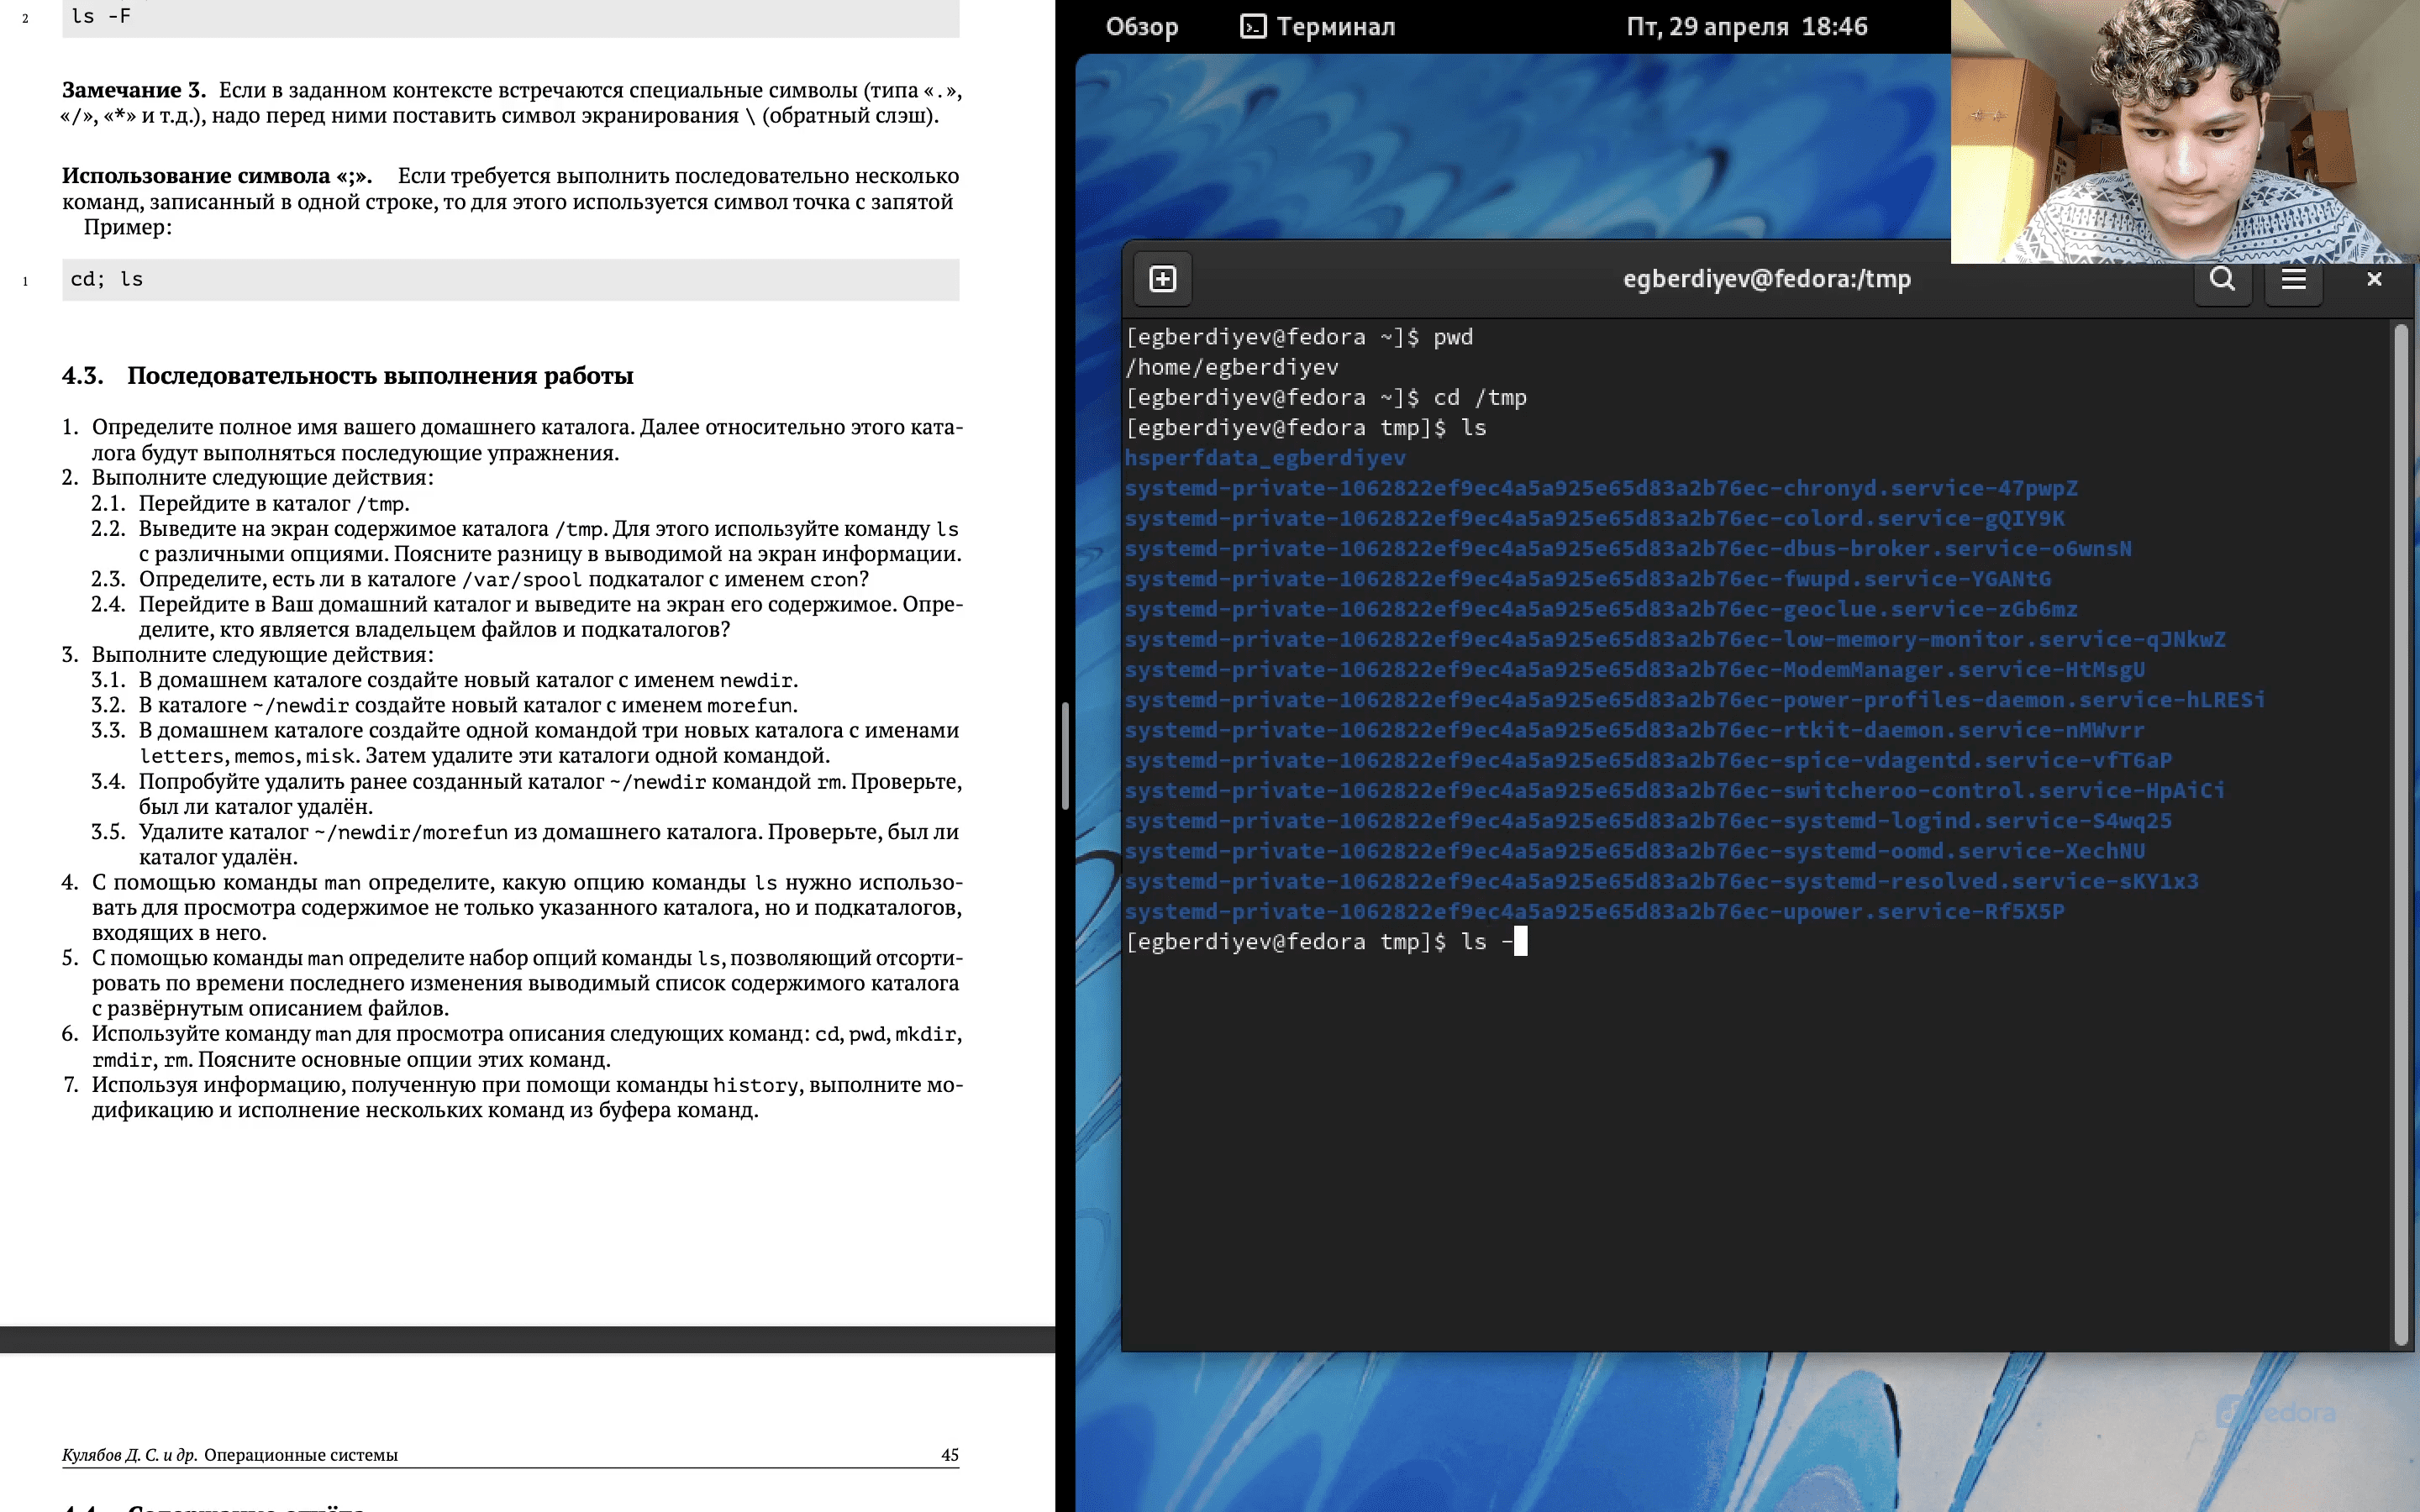 2 ls -F
Замечание 3. Если в заданном контексте встречаются специальные символы (типа «.»,
«/», «*» и т.д.), надо перед ними поставить символ экранирования \ (обратный слэш).
Использование символа «;». Если требуется выполнить последовательно несколько
команд, записанный в одной строке, то для этого используется символ точка с запятой
Пример:
1 cd; ls
4.3. Последовательность выполнения работы
1. Определите полное имя вашего домашнего каталога. Далее относительно этого ката-
лога будут выполняться последующие упражнения.
2. Выполните следующие действия:
2.1. Перейдите в каталог /tmp.
2.2. Выведите на экран содержимое каталога /tmp. Для этого используйте команду ls
с различными опциями. Поясните разницу в выводимой на экран информации.
2.3. Определите, есть ли в каталоге /var/spool подкаталог с именем cron?
2.4. Перейдите в Ваш домашний каталог и выведите на экран его содержимое. Опре-
делите, кто является владельцем файлов и подкаталогов?
3. Выполните следующие действия:
3.1. В домашнем каталоге создайте новый каталог с именем newdir.
3.2. В каталоге ~/newdir создайте новый каталог с именем morefun.
3.3. В домашнем каталоге создайте одной командой три новых каталога с именами
letters, memos, misk. Затем удалите эти каталоги одной командой.
3.4. Попробуйте удалить ранее созданный каталог ~/newdir командой rm. Проверьте,
был ли каталог удалён.
3.5. Удалите каталог ~/newdir/morefun из домашнего каталога. Проверьте, был ли
каталог удалён.
4. С помощью команды man определите, какую опцию команды ls нужно использо-
вать для просмотра содержимое не только указанного каталога, но и подкаталогов,
входящих в него.
5. С помощью команды man определите набор опций команды ls, позволяющий отсорти-
ровать по времени последнего изменения выводимый список содержимого каталога
с развёрнутым описанием файлов.
6. Используйте команду man для просмотра описания следующих команд: cd, pwd, mkdir,
rmdir, rm. Поясните основные опции этих команд.
7. Используя информацию, полученную при помощи команды history, выполните мо-
дификацию и исполнение нескольких команд из буфера команд.
Кулябов Д. С. и др. Операционные системы 45
4.4. Содержание отчёта
Обзор Терминал Пт, 29 апреля 18:46
egberdiyev@fedora:/tmp
[egberdiyev@fedora ~]$ pwd
/home/egberdiyev
[egberdiyev@fedora ~]$ cd /tmp
[egberdiyev@fedora tmp]$ ls
hsperfdata_egberdiyev
systemd-private-1062822ef9ec4a5a925e65d83a2b76ec-chronyd.service-47pwpZ
systemd-private-1062822ef9ec4a5a925e65d83a2b76ec-colord.service-gQIY9K
systemd-private-1062822ef9ec4a5a925e65d83a2b76ec-dbus-broker.service-o6wnsN
systemd-private-1062822ef9ec4a5a925e65d83a2b76ec-fwupd.service-YGANtG
systemd-private-1062822ef9ec4a5a925e65d83a2b76ec-geoclue.service-zGb6mz
systemd-private-1062822ef9ec4a5a925e65d83a2b76ec-low-memory-monitor.service-qJNkwZ
systemd-private-1062822ef9ec4a5a925e65d83a2b76ec-ModemManager.service-HtMsgU
systemd-private-1062822ef9ec4a5a925e65d83a2b76ec-power-profiles-daemon.service-hLRESi
systemd-private-1062822ef9ec4a5a925e65d83a2b76ec-rtkit-daemon.service-nMWvrr
systemd-private-1062822ef9ec4a5a925e65d83a2b76ec-spice-vdagentd.service-vfT6aP
systemd-private-1062822ef9ec4a5a925e65d83a2b76ec-switcheroo-control.service-HpAiCi
systemd-private-1062822ef9ec4a5a925e65d83a2b76ec-systemd-logind.service-S4wq25
systemd-private-1062822ef9ec4a5a925e65d83a2b76ec-systemd-oomd.service-XechNU
systemd-private-1062822ef9ec4a5a925e65d83a2b76ec-systemd-resolved.service-sKY1x3
systemd-private-1062822ef9ec4a5a925e65d83a2b76ec-upower.service-Rf5X5P
[egberdiyev@fedora tmp]$ ls -
fedora